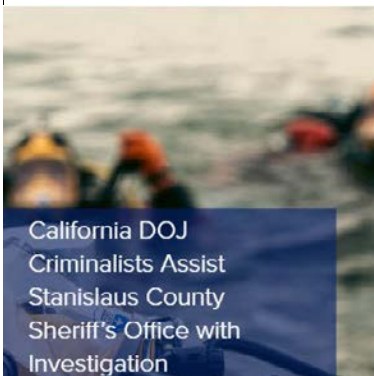 California DOJ
Criminalists Assist
Stanislaus County
Sheriff's Office with
Investigation